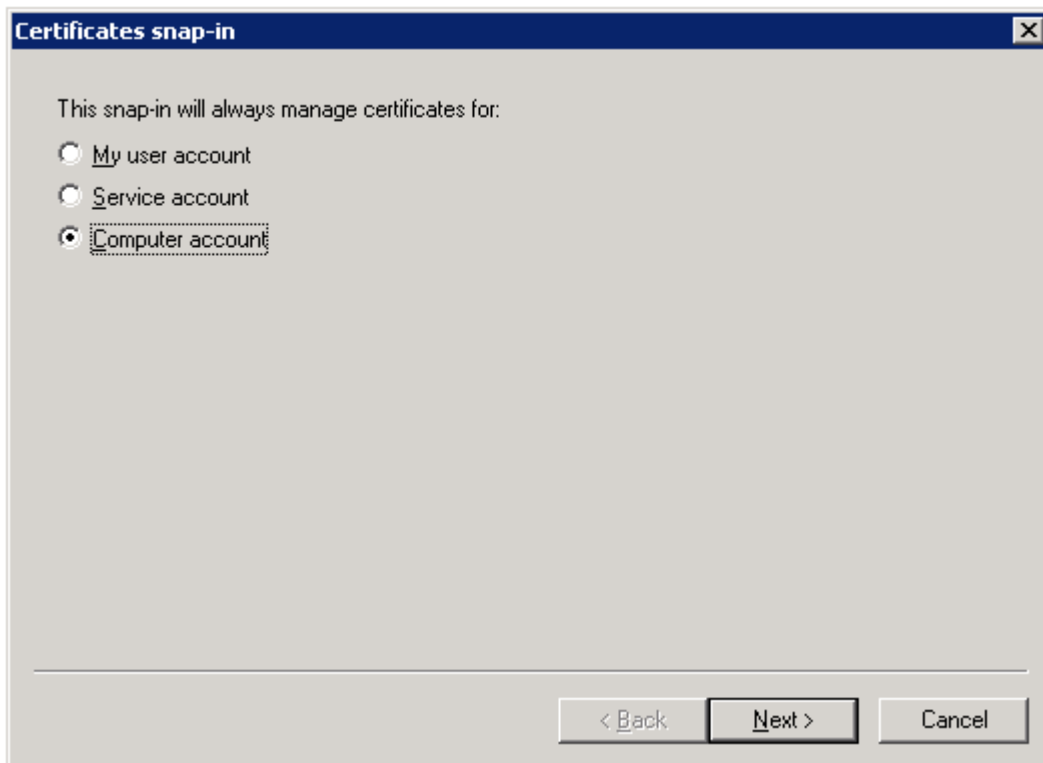 Certificates snap-in
This snap-in will always manage certificates for:
My user account
Service account
Computer account
< Back
Next >
Cancel